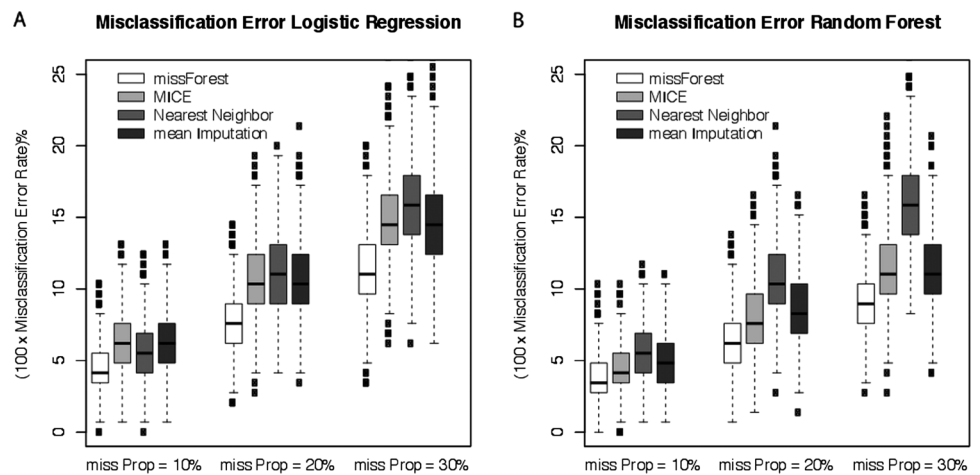 A
Misclassification Error Logistic Regression
(100 x Misclassification Error Rate)%
25
20
15
10
5
0
missForest
MICE
Nearest Neighbor
mean Imputation
miss Prop = 10%
miss Prop = 20%
miss Prop = 30%
B
Misclassification Error Random Forest
(100 x Misclassification Error Rate)%
25
20
15
10
5
0
missForest
MICE
Nearest Neighbor
mean Imputation
miss Prop = 10%
miss Prop = 20%
miss Prop = 30%